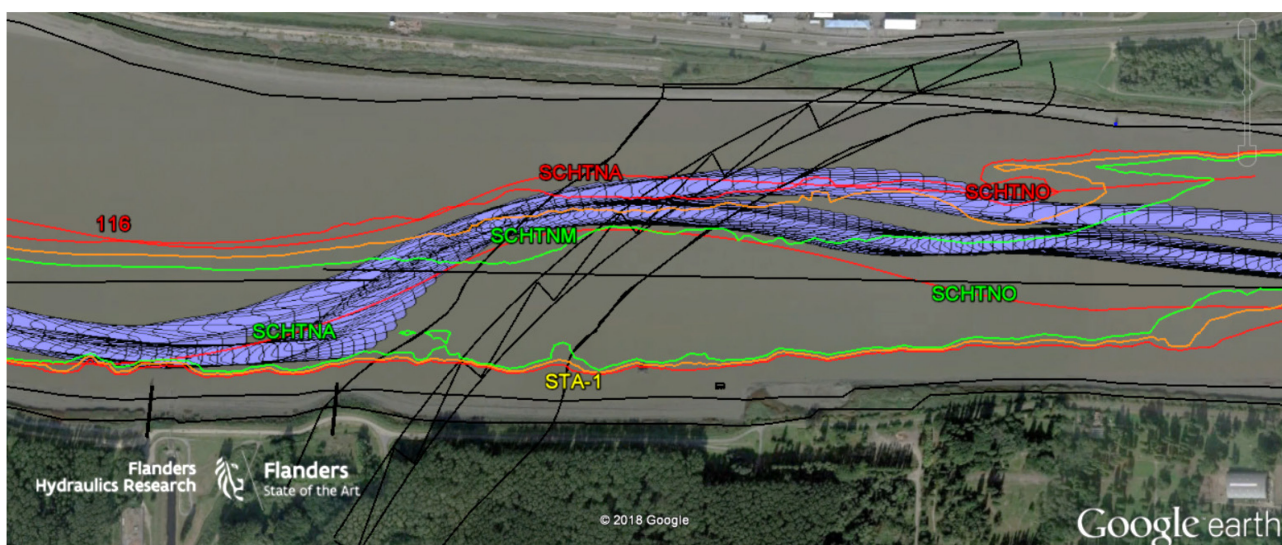 SCHTNA
SCHTNO
116
SCHTNM
SCHTNO
SCHTNA
STA-1
Flanders
Hydraulics Research
Flanders
State of the Art
© 2018 Google
Google earth